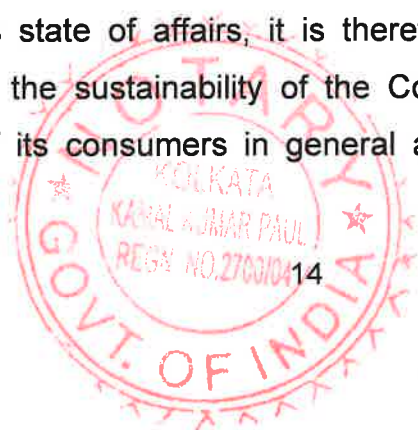 s state of affairs, it is there
the sustainability of the Co
its consumers in general a
NOTARY
KOLKATA
KAMAL KUMAR PAUL
REGN NO.2700/04
14
GOVT. OF INDIA